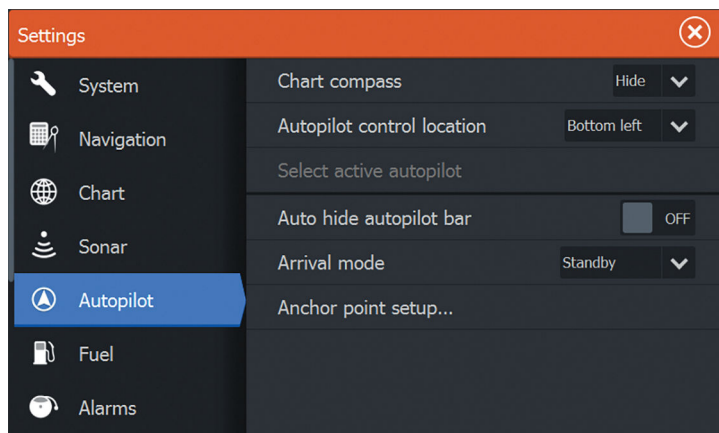 Settings
System
Navigation
Chart
Sonar
Autopilot
Fuel
Alarms
Chart compass Hide
Autopilot control location Bottom left
Select active autopilot
Auto hide autopilot bar OFF
Arrival mode Standby
Anchor point setup...